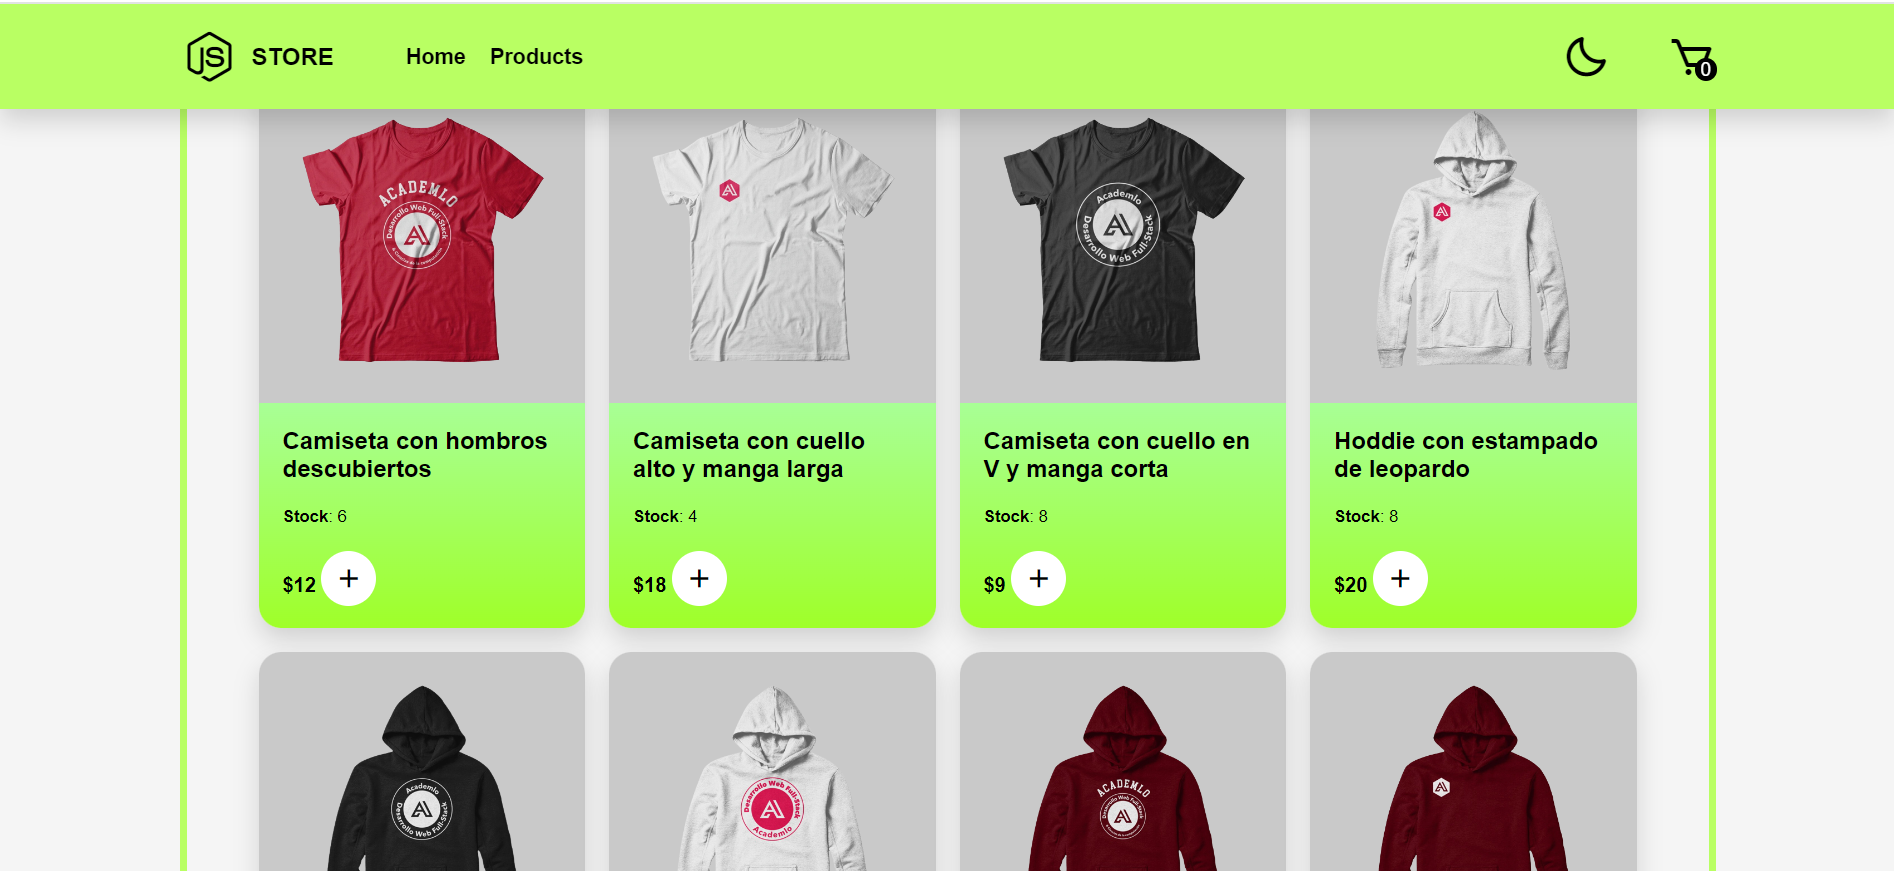 JS STORE Home Products 0
ACADEMLO
Desarrollo Web Full-Stack
Academlo
Desarrollo Web Full-Stack
Camiseta con hombros
descubiertos
Stock: 6
$12 +
Camiseta con cuello
alto y manga larga
Stock: 4
$18 +
Camiseta con cuello en
V y manga corta
Stock: 8
$9 +
Hoddie con estampado
de leopardo
Stock: 8
$20 +
Academlo
Desarrollo Web Full-Stack
Desarrollo Web Full-Stack
Academlo
ACADEMLO
Desarrollo Web Full-Stack